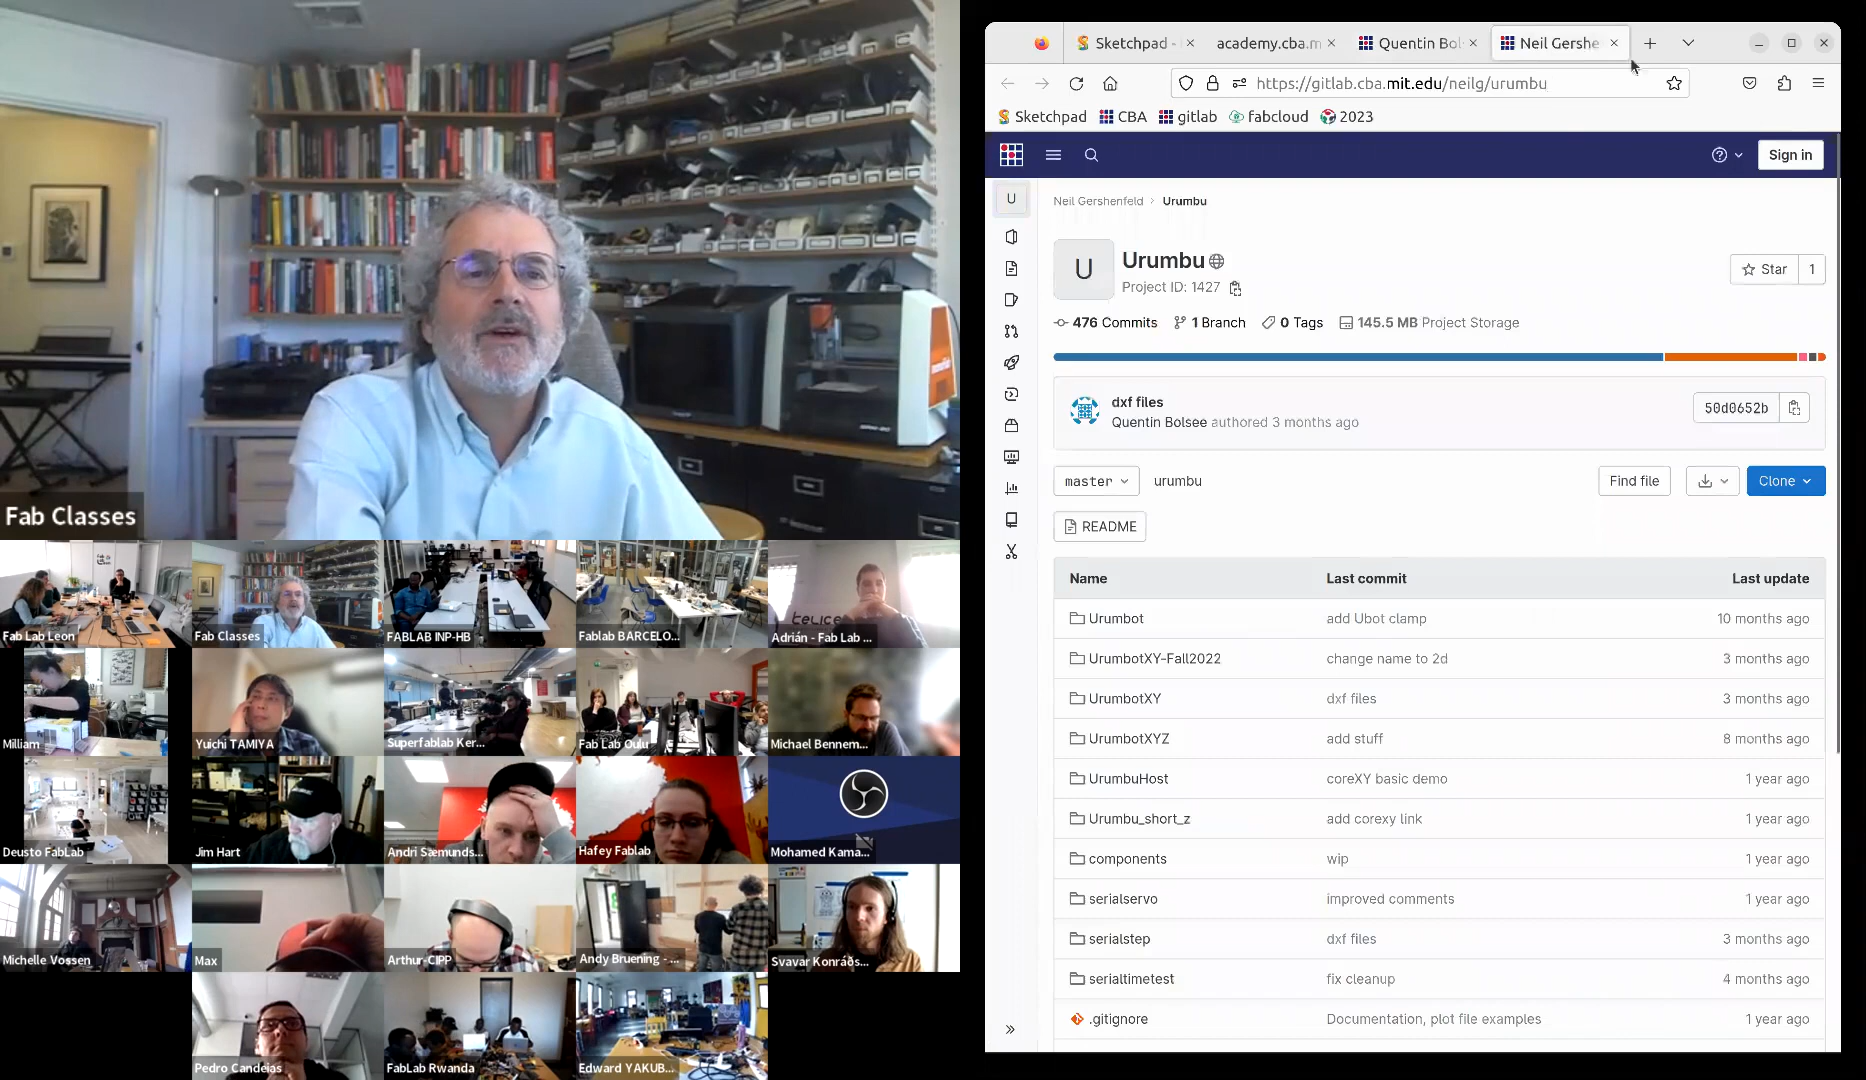 Fab Classes
Fab Lab Leon
Fab Classes
FABLAB INP-HB
Fablab BARCELO...
Adrián - Fab Lab ...
Milliam
Yuichi TAMIYA
Superfablab Ker...
Fab Lab Oulu
Michael Bennem...
Deusto FabLab
Jim Hart
Andri Sæmunds...
Hafey Fablab
Mohamed Kama...
Michelle Vossen
Max
Arthur-CIPP
Andy Bruening - ...
Svavar Konráðs...
Pedro Candeias
FabLab Rwanda
Edward YAKUB...
Sketchpad -
academy.cba.m
Quentin Bol
Neil Gershe
https://gitlab.cba.mit.edu/neilg/urumbu
Sketchpad CBA gitlab fabcloud 2023
Sign in
U
Neil Gershenfeld › Urumbu
U
Urumbu
Project ID: 1427
Star 1
476 Commits 1 Branch 0 Tags 145.5 MB Project Storage
dxf files
Quentin Bolsee authored 3 months ago
50d0652b
master urumbu Find file Clone
README
Name Last commit Last update
Urumbot add Ubot clamp 10 months ago
UrumbotXY-Fall2022 change name to 2d 3 months ago
UrumbotXY dxf files 3 months ago
UrumbotXYZ add stuff 8 months ago
UrumbuHost coreXY basic demo 1 year ago
Urumbu_short_z add corexy link 1 year ago
components wip 1 year ago
serialservo improved comments 1 year ago
serialstep dxf files 3 months ago
serialtimetest fix cleanup 4 months ago
.gitignore Documentation, plot file examples 1 year ago